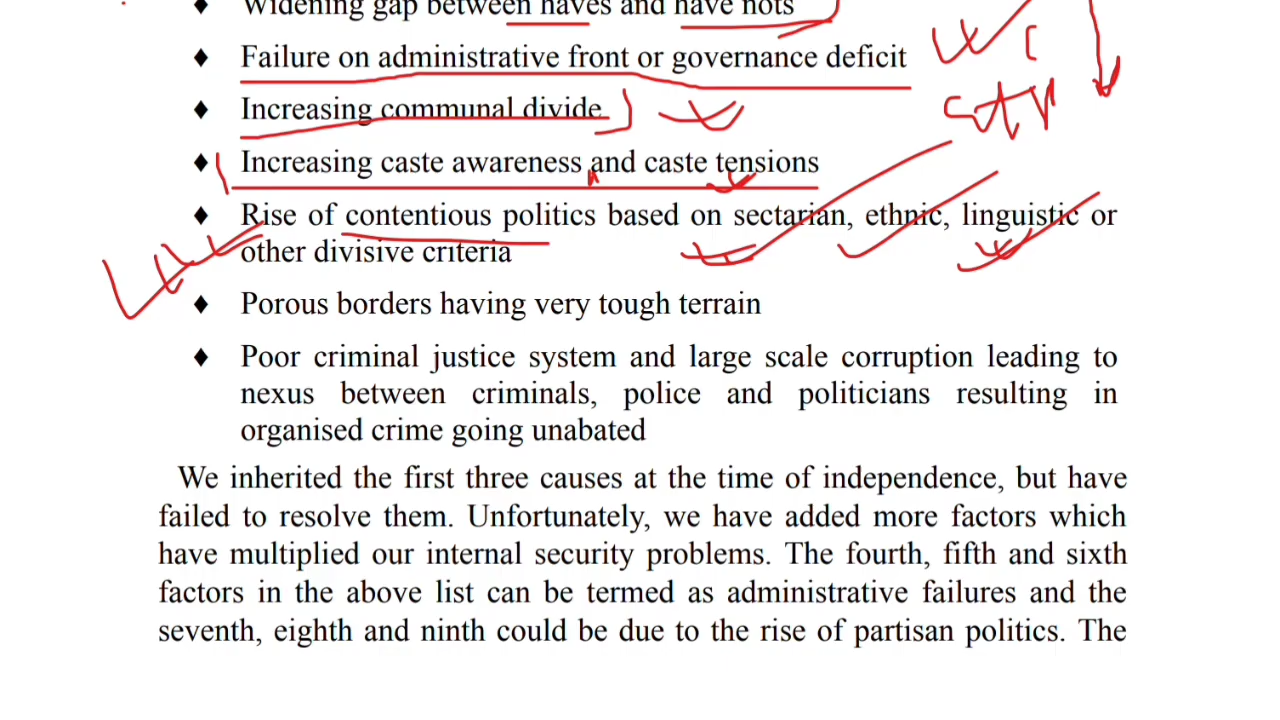 ♦ Widening gap between haves and have nots
♦ Failure on administrative front or governance deficit
♦ Increasing communal divide
♦ Increasing caste awareness and caste tensions
♦ Rise of contentious politics based on sectarian, ethnic, linguistic or
other divisive criteria
♦ Porous borders having very tough terrain
♦ Poor criminal justice system and large scale corruption leading to
nexus between criminals, police and politicians resulting in
organised crime going unabated
We inherited the first three causes at the time of independence, but have
failed to resolve them. Unfortunately, we have added more factors which
have multiplied our internal security problems. The fourth, fifth and sixth
factors in the above list can be termed as administrative failures and the
seventh, eighth and ninth could be due to the rise of partisan politics. The